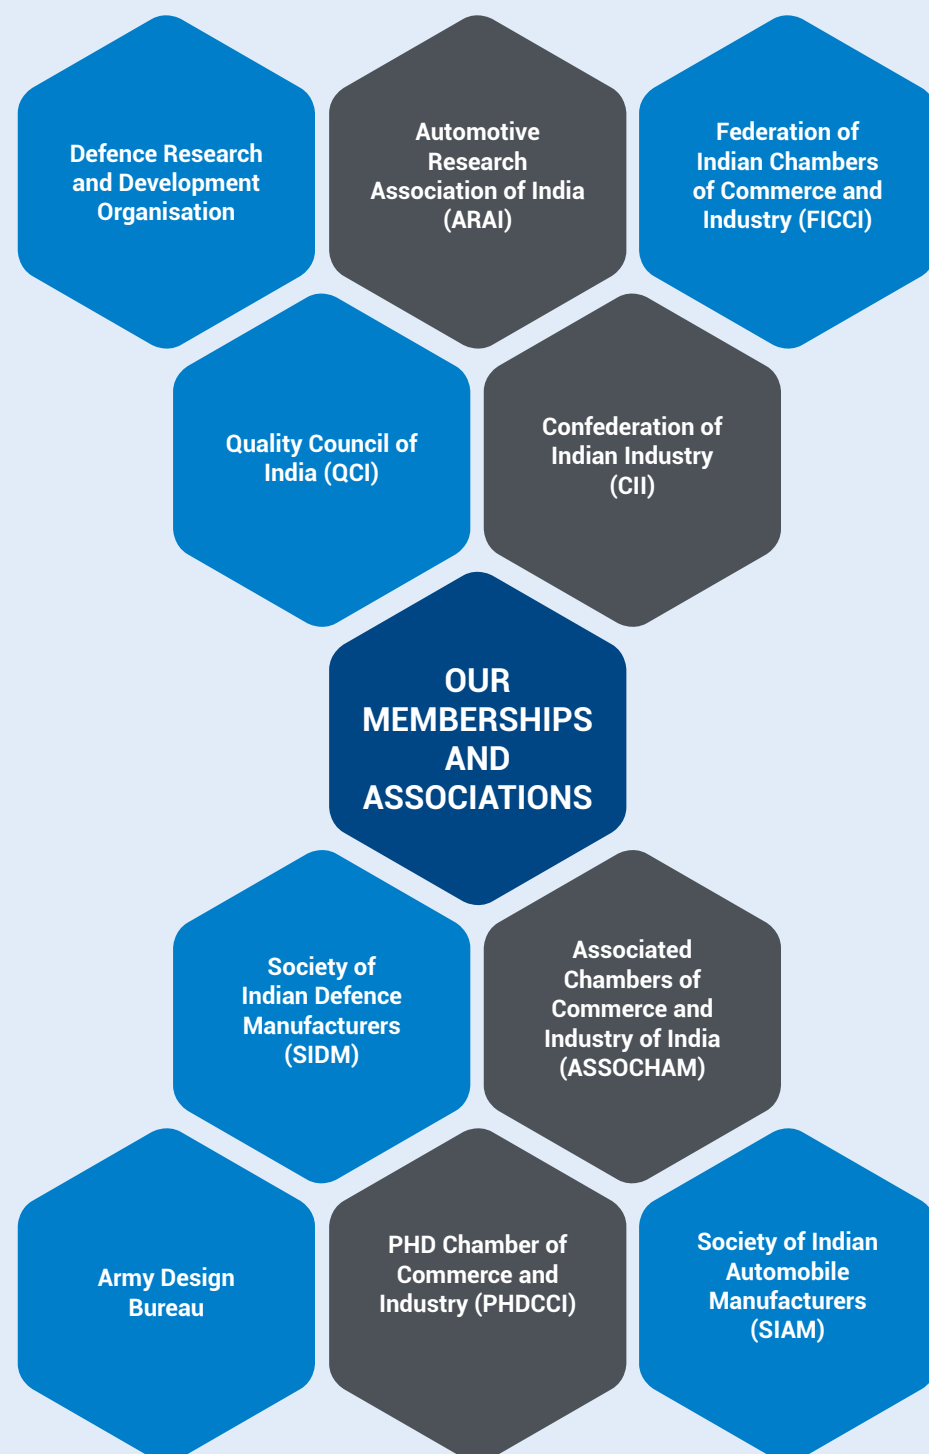 Defence Research
and Development
Organisation
Automotive
Research
Association of India
(ARAI)
Federation of
Indian Chambers
of Commerce and
Industry (FICCI)
Quality Council of
India (QCI)
Confederation of
Indian Industry
(CII)
OUR
MEMBERSHIPS
AND
ASSOCIATIONS
Society of
Indian Defence
Manufacturers
(SIDM)
Associated
Chambers of
Commerce and
Industry of India
(ASSOCHAM)
Army Design
Bureau
PHD Chamber of
Commerce and
Industry (PHDCCI)
Society of Indian
Automobile
Manufacturers
(SIAM)